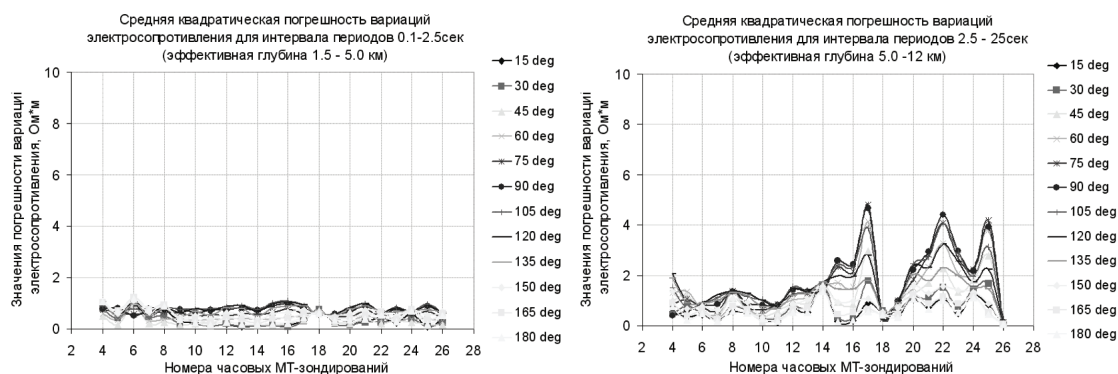 Средняя квадратическая погрешность вариаций
электросопротивления для интервала периодов 0.1-2.5сек
(эффективная глубина 1.5 - 5.0 км)
Значения погрешности вариаций
электросопротивления, Ом*м
10
8
6
4
2
0
2 4 6 8 10 12 14 16 18 20 22 24 26 28
Номера часовых МТ-зондирований
15 deg
30 deg
45 deg
60 deg
75 deg
90 deg
105 deg
120 deg
135 deg
150 deg
165 deg
180 deg
Средняя квадратическая погрешность вариаций
электросопротивления для интервала периодов 2.5 - 25сек
(эффективная глубина 5.0 -12 км)
Значения погрешности вариаций
электросопротивления, Ом*м
10
8
6
4
2
0
2 4 6 8 10 12 14 16 18 20 22 24 26 28
Номера часовых МТ-зондирований
15 deg
30 deg
45 deg
60 deg
75 deg
90 deg
105 deg
120 deg
135 deg
150 deg
165 deg
180 deg